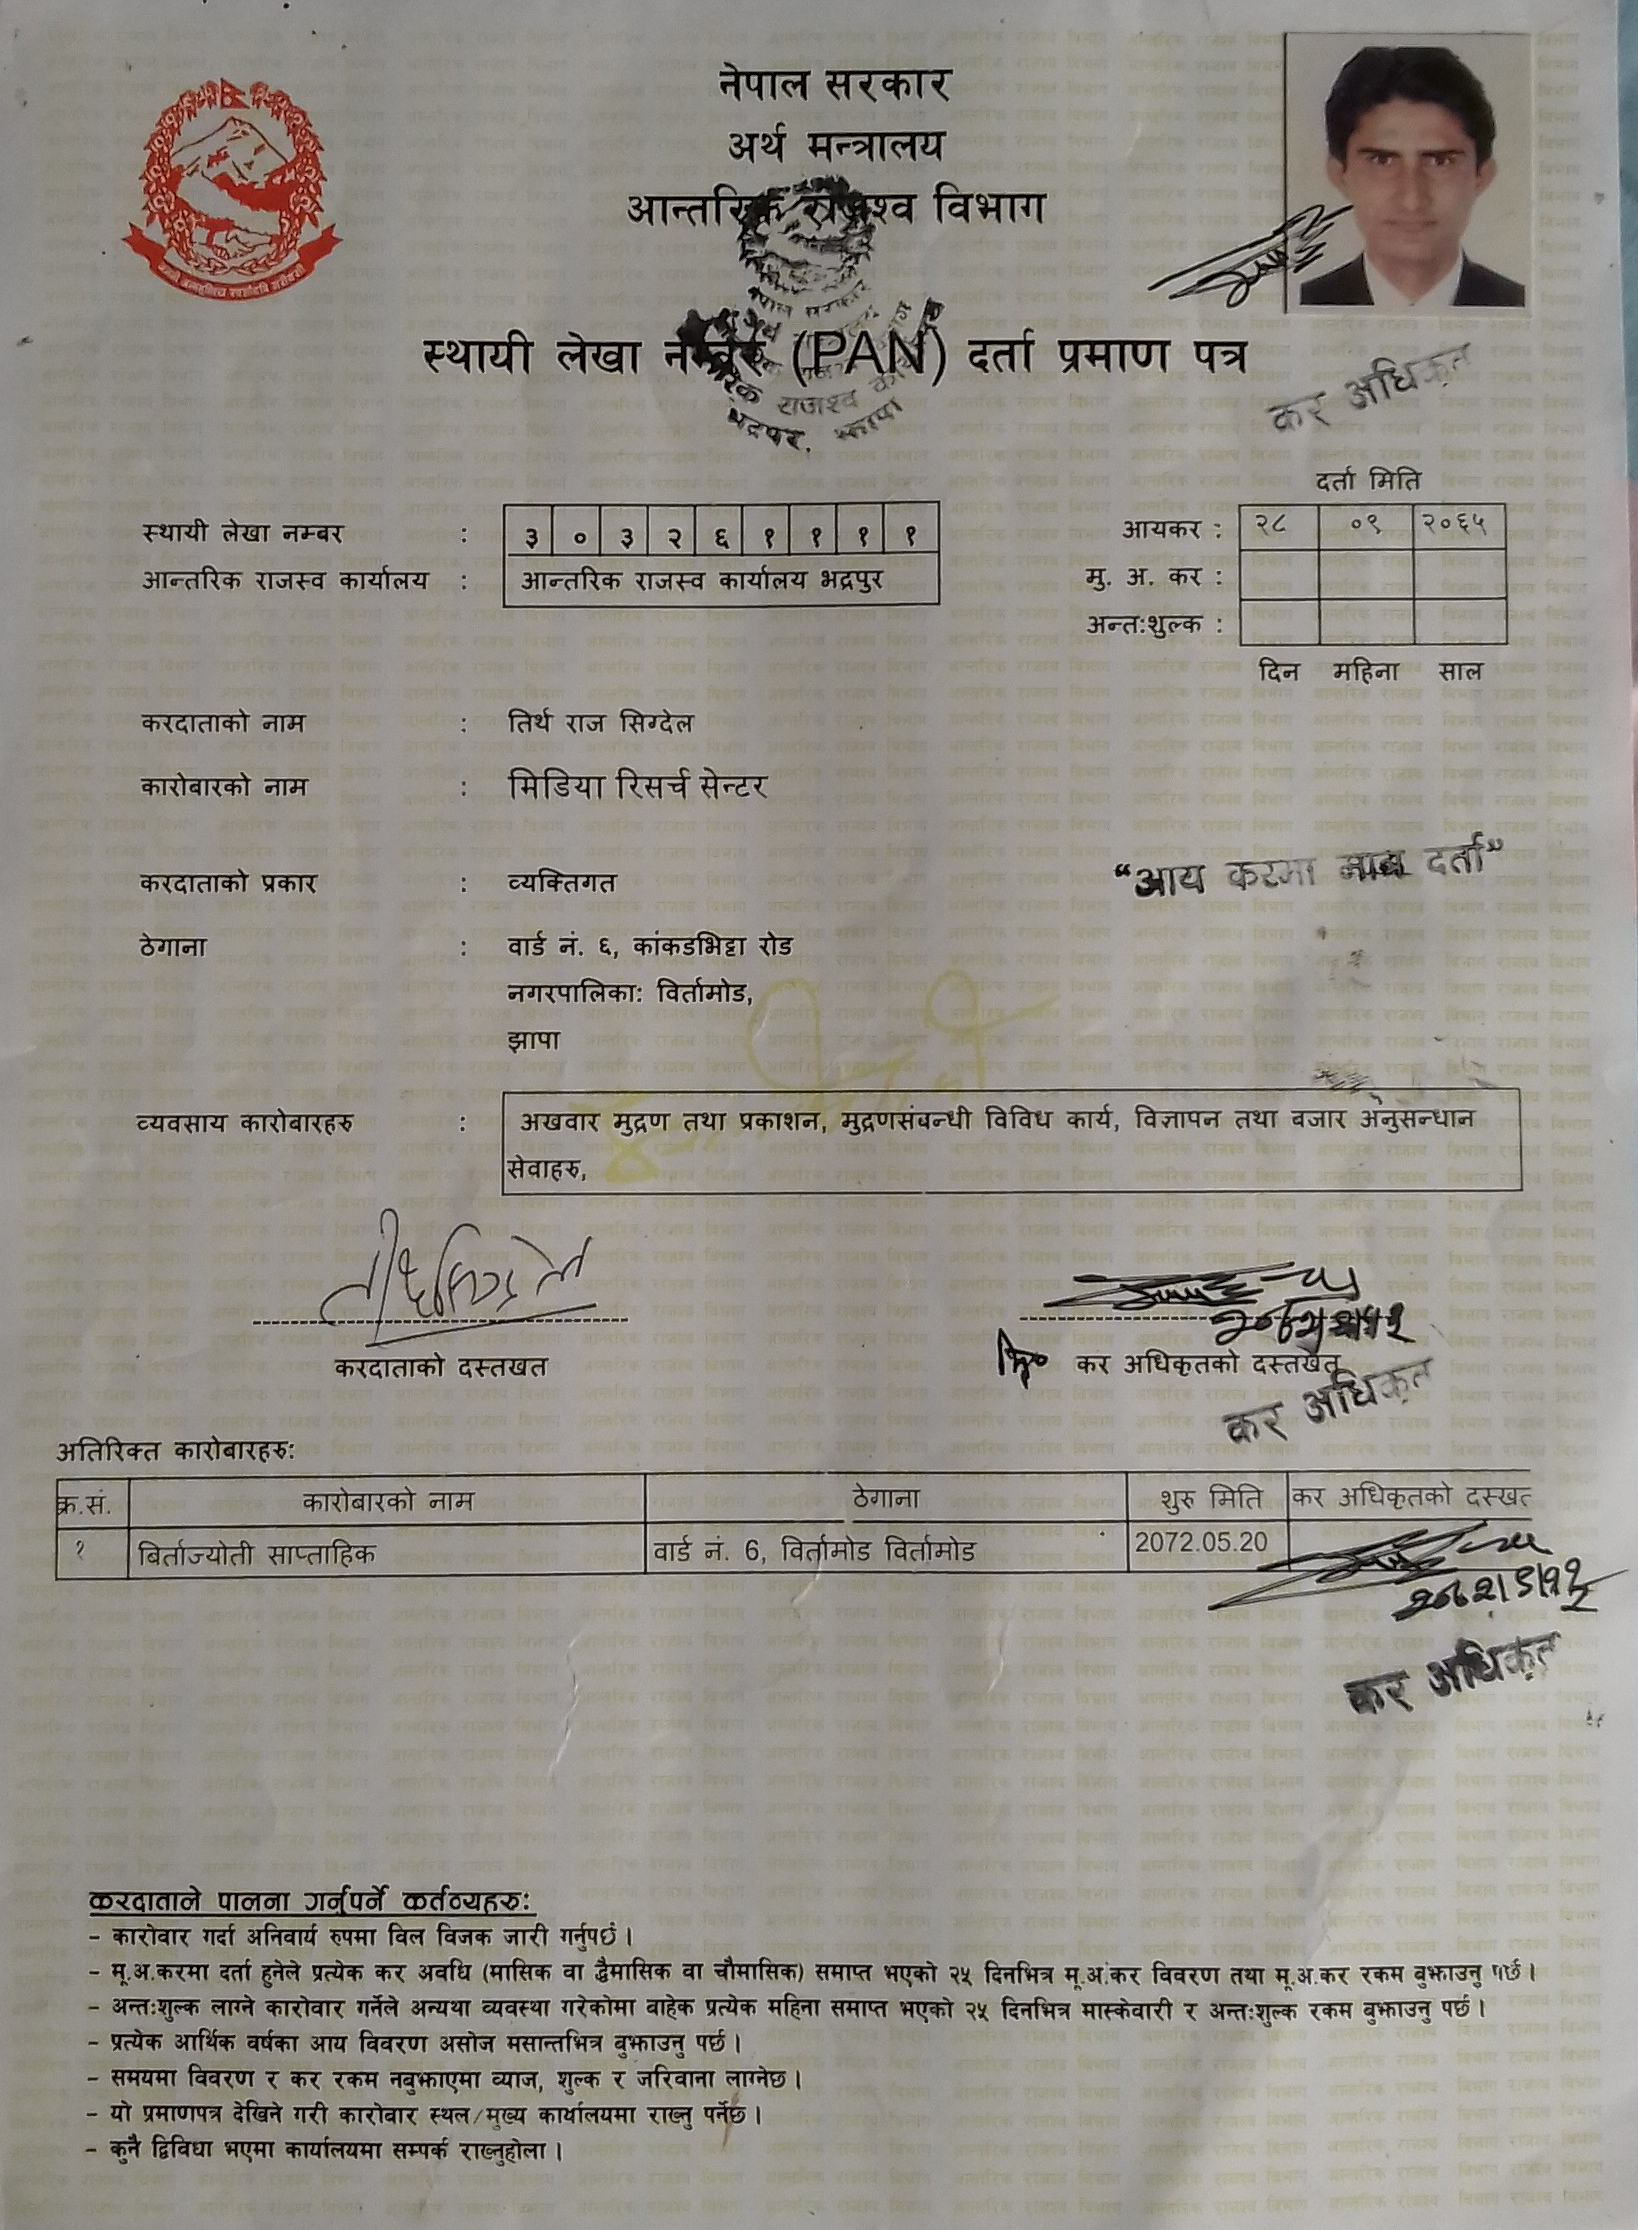 नेपाल सरकार
अर्थ मन्त्रालय
आन्तरिक राजश्व विभाग
नेपाल सरकार
राजश्व
भद्रपुर, झापा
स्थायी लेखा नम्बर (PAN) दर्ता प्रमाण पत्र
कर अधिकृत
दर्ता मिति
स्थायी लेखा नम्बर : ३ ० ३ २ ६ १ १ १ १
आयकर : २८ ०९ २०६५
आन्तरिक राजस्व कार्यालय : आन्तरिक राजस्व कार्यालय भद्रपुर
मु. अ. कर :
अन्त:शुल्क :
दिन महिना साल
करदाताको नाम : तिर्थ राज सिग्देल
कारोबारको नाम : मिडिया रिसर्च सेन्टर
करदाताको प्रकार : व्यक्तिगत
“आय करमा मात्र दर्ता”
ठेगाना : वार्ड नं. ६, कांकडभिट्टा रोड
नगरपालिका: विर्तामोड,
झापा
व्यवसाय कारोबारहरु : अखवार मुद्रण तथा प्रकाशन, मुद्रणसंबन्धी विविध कार्य, विज्ञापन तथा बजार अनुसन्धान
सेवाहरु,
करदाताको दस्तखत
कर अधिकृतको दस्तखत
कर अधिकृत
अतिरिक्त कारोबारहरु:
क्र.सं. कारोबारको नाम ठेगाना शुरु मिति कर अधिकृतको दस्खत
१ बिर्ताज्योती साप्ताहिक वार्ड नं. 6, विर्तामोड विर्तामोड 2072.05.20
कर अधिकृत
करदाताले पालना गर्नुपर्ने कर्तव्यहरु:
– कारोवार गर्दा अनिवार्य रुपमा विल विजक जारी गर्नुपर्छ ।
– मू.अ.करमा दर्ता हुनेले प्रत्येक कर अवधि (मासिक वा द्वैमासिक वा चौमासिक) समाप्त भएको २५ दिनभित्र मू.अ.कर विवरण तथा मू.अ.कर रकम बुझाउनु पर्छ ।
– अन्त:शुल्क लाग्ने कारोवार गर्नेले अन्यथा व्यवस्था गरेकोमा वाहेक प्रत्येक महिना समाप्त भएको २५ दिनभित्र मास्केवारी र अन्त:शुल्क रकम बुझाउनु पर्छ ।
– प्रत्येक आर्थिक वर्षका आय विवरण असोज मसान्तभित्र बुझाउनु पर्छ ।
– समयमा विवरण र कर रकम नबुझाएमा व्याज, शुल्क र जरिवाना लाग्नेछ ।
– यो प्रमाणपत्र देखिने गरी कारोवार स्थल/मुख्य कार्यालयमा राख्नु पर्नेछ ।
– कुनै द्विविधा भएमा कार्यालयमा सम्पर्क राख्नुहोला ।